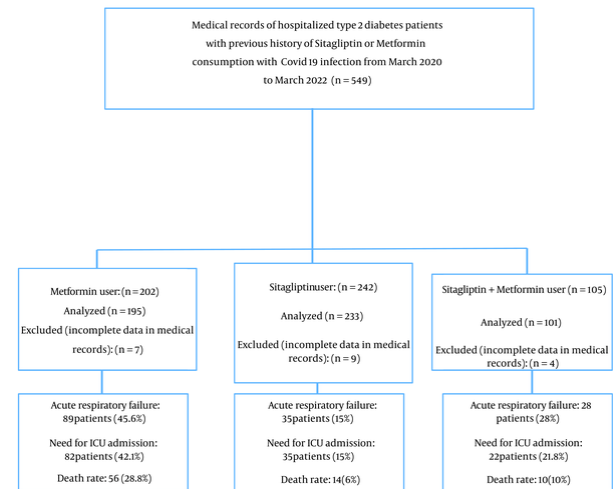 Medical records of hospitalized type 2 diabetes patients
with previous history of Sitagliptin or Metformin
consumption with Covid 19 infection from March 2020
to March 2022 (n = 549)
Metformin user: (n = 202)
Analyzed (n = 195)
Excluded (incomplete data in medical
records): (n = 7)
Sitagliptinuser: (n = 242)
Analyzed (n = 233)
Excluded (incomplete data in medical
records): (n = 9)
Sitagliptin + Metformin user (n = 105)
Analyzed (n = 101)
Excluded (incomplete data in medical
records): (n = 4)
Acute respiratory failure:
89patients (45.6%)
Need for ICU admission:
82patients (42.1%)
Death rate: 56 (28.8%)
Acute respiratory failure:
35patients (15%)
Need for ICU admission:
35patients (15%)
Death rate: 14(6%)
Acute respiratory failure: 28
patients (28%)
Need for ICU admission:
22patients (21.8%)
Death rate: 10(10%)